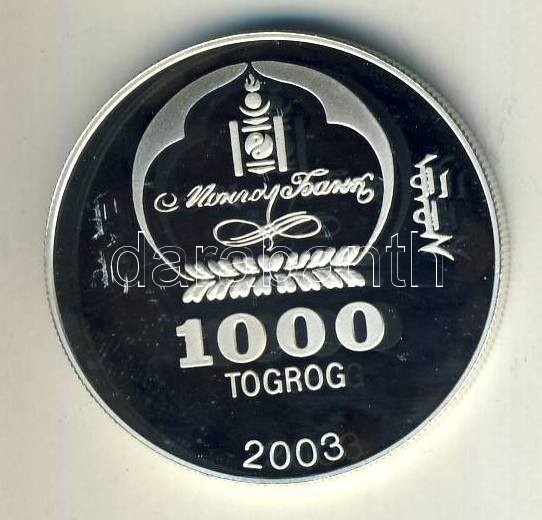 Монгол Банк
darabanth
1000
TOGROG
2003